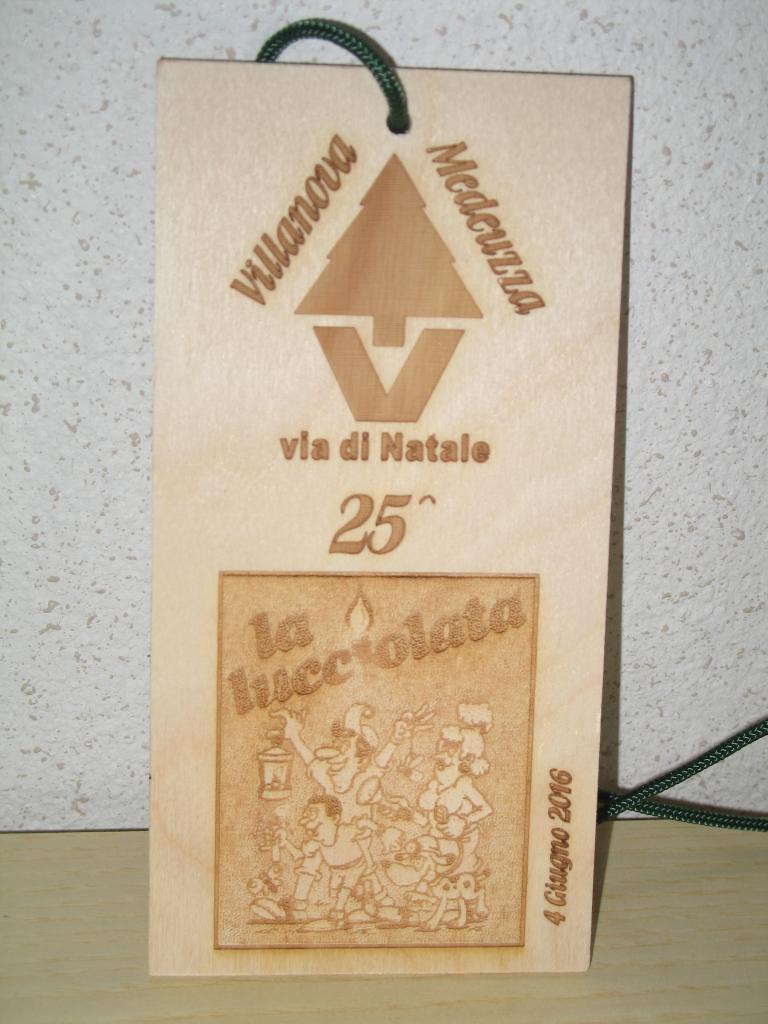 Villanova
Medeuzza
via di Natale
25^
la
lucciolata
4 Giugno 2016